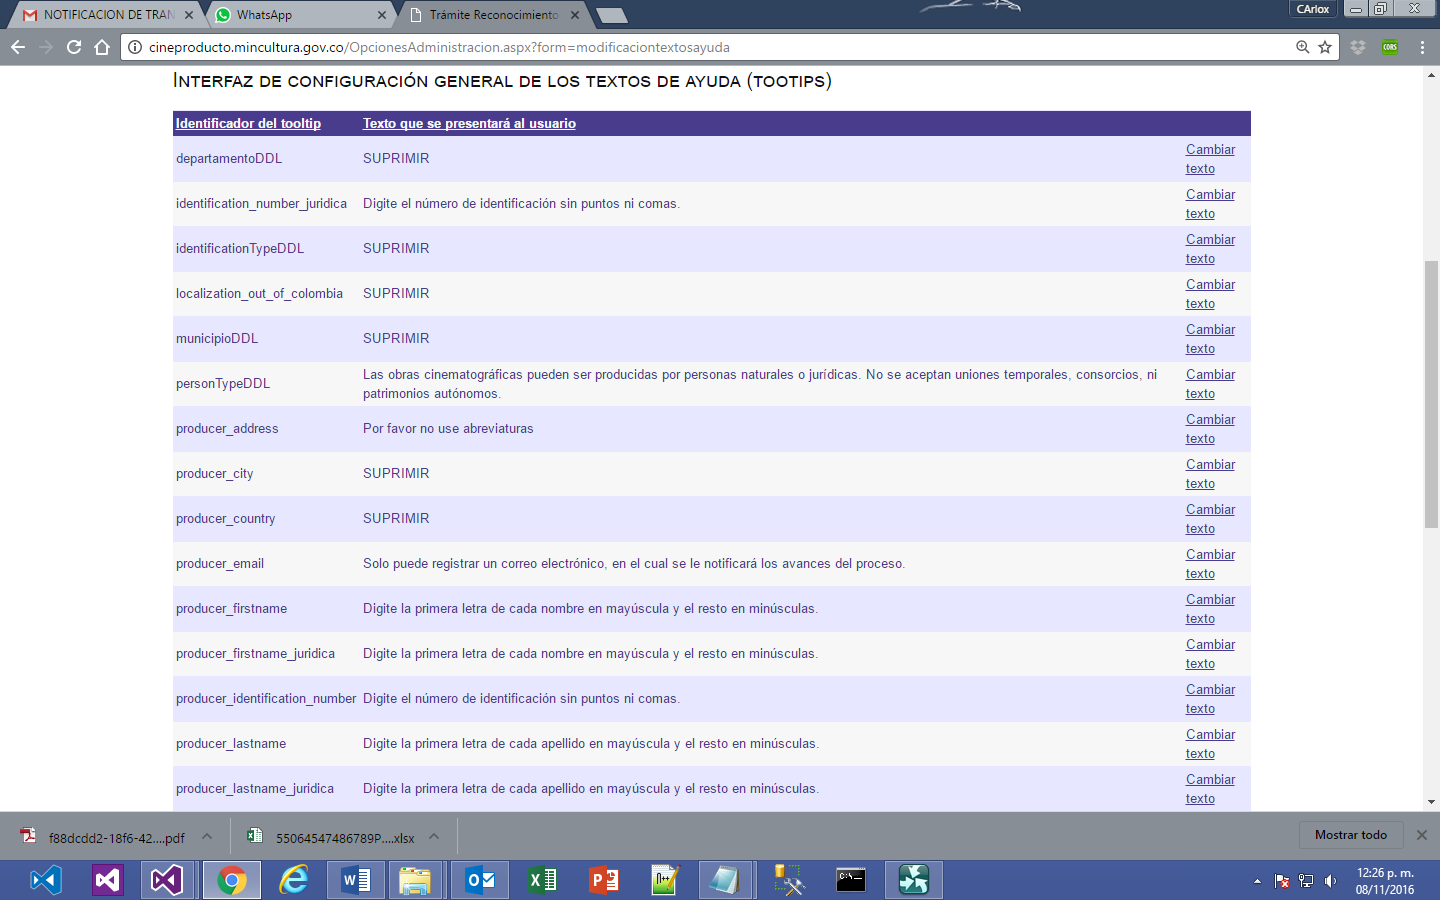 NOTIFICACION DE TRAN
WhatsApp
Trámite Reconocimiento
CArlox
cineproducto.mincultura.gov.co/OpcionesAdministracion.aspx?form=modificaciontextosayuda
CORS
Interfaz de configuración general de los textos de ayuda (tootips)
Identificador del tooltip Texto que se presentará al usuario
departamentoDDL SUPRIMIR Cambiar
texto
identification_number_juridica Digite el número de identificación sin puntos ni comas. Cambiar
texto
identificationTypeDDL SUPRIMIR Cambiar
texto
localization_out_of_colombia SUPRIMIR Cambiar
texto
municipioDDL SUPRIMIR Cambiar
texto
personTypeDDL Las obras cinematográficas pueden ser producidas por personas naturales o jurídicas. No se aceptan uniones temporales, consorcios, ni Cambiar
patrimonios autónomos. texto
producer_address Por favor no use abreviaturas Cambiar
texto
producer_city SUPRIMIR Cambiar
texto
producer_country SUPRIMIR Cambiar
texto
producer_email Solo puede registrar un correo electrónico, en el cual se le notificará los avances del proceso. Cambiar
texto
producer_firstname Digite la primera letra de cada nombre en mayúscula y el resto en minúsculas. Cambiar
texto
producer_firstname_juridica Digite la primera letra de cada nombre en mayúscula y el resto en minúsculas. Cambiar
texto
producer_identification_number Digite el número de identificación sin puntos ni comas. Cambiar
texto
producer_lastname Digite la primera letra de cada apellido en mayúscula y el resto en minúsculas. Cambiar
texto
producer_lastname_juridica Digite la primera letra de cada apellido en mayúscula y el resto en minúsculas. Cambiar
texto
f88dcdd2-18f6-42....pdf
55064547486789P....xlsx
Mostrar todo
12:26 p. m.
08/11/2016